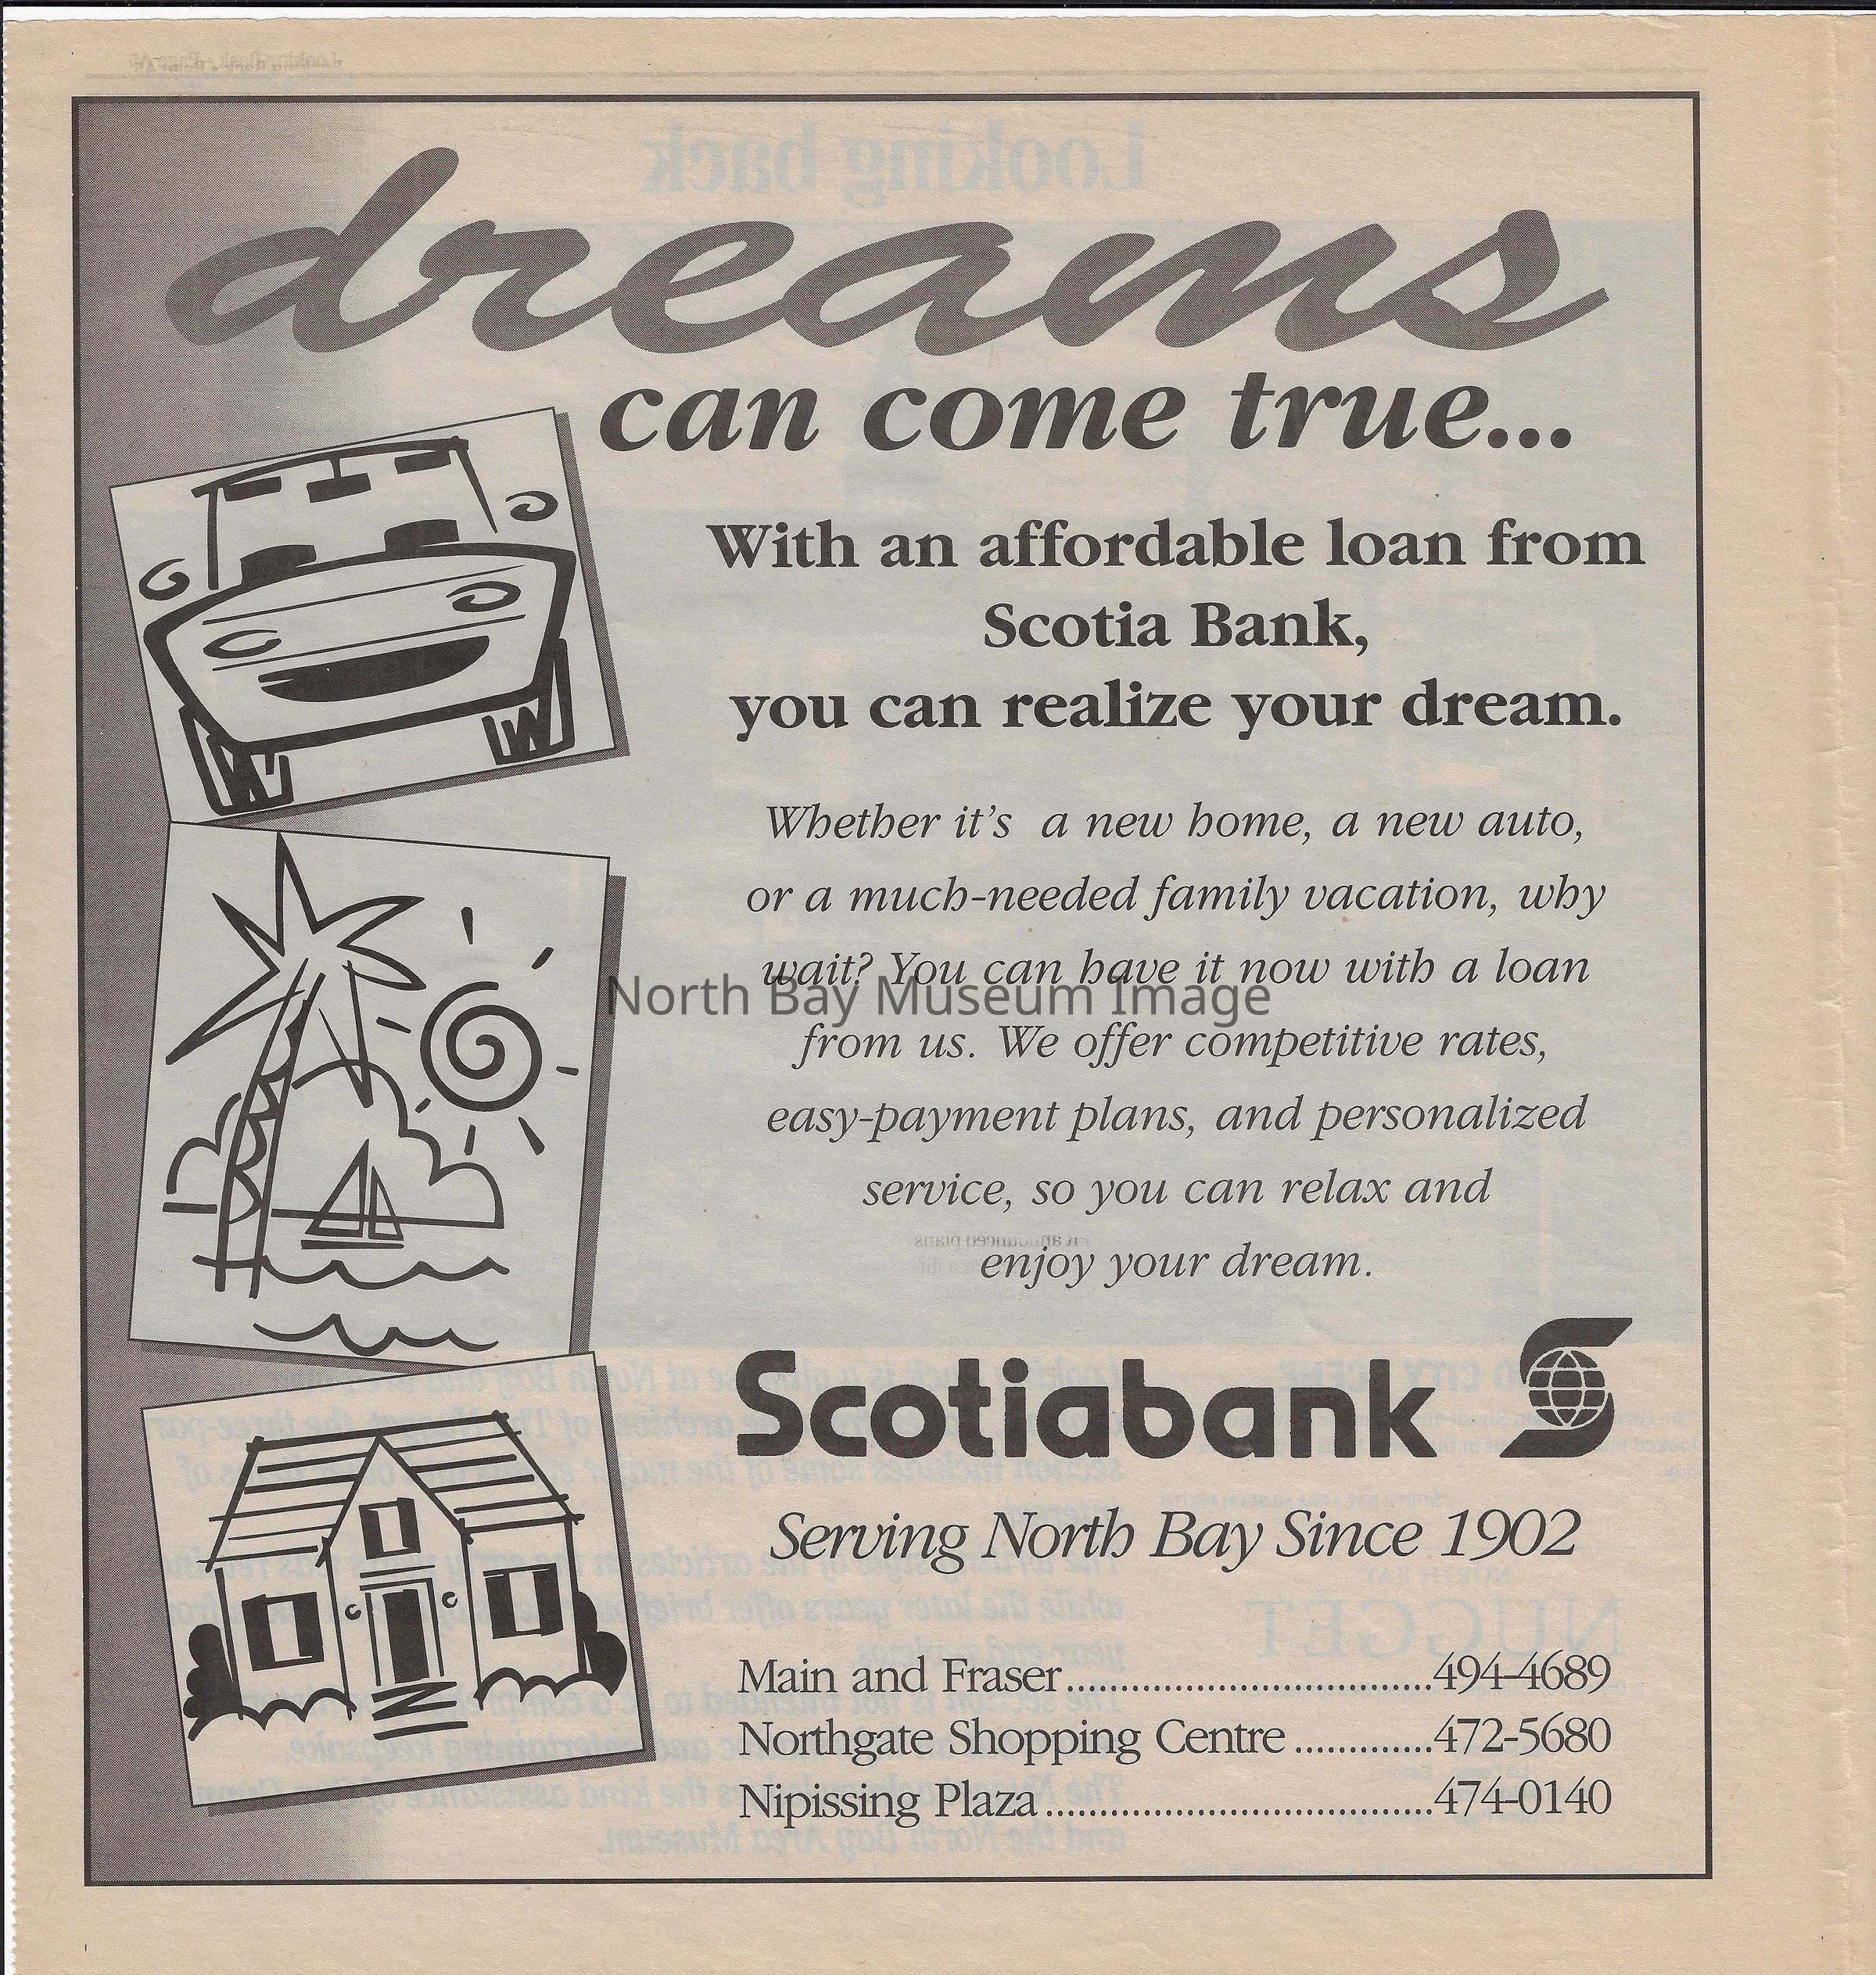 dreams
can come true...
With an affordable loan from
Scotia Bank,
you can realize your dream.
Whether it's a new home, a new auto,
or a much-needed family vacation, why
wait? You can have it now with a loan
North Bay Museum Image
from us. We offer competitive rates,
easy-payment plans, and personalized
service, so you can relax and
enjoy your dream.
Scotiabank
Serving North Bay Since 1902
Main and Fraser...................................494-4689
Northgate Shopping Centre .............472-5680
Nipissing Plaza.....................................474-0140